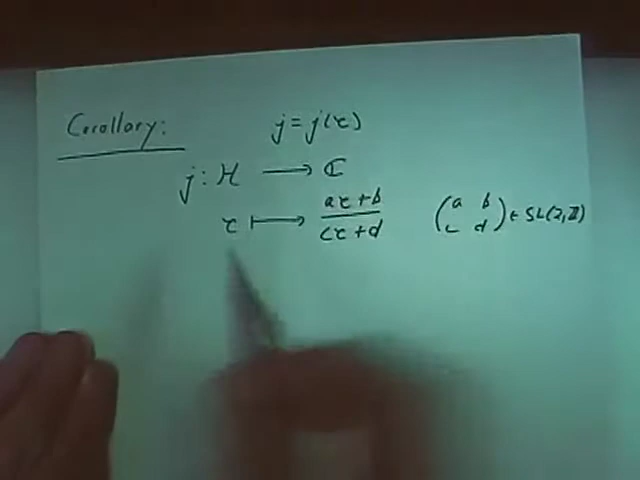 Corollary: j = j(τ)
j : H ⟶ ℂ
τ ⟼ (aτ+b)/(cτ+d) (a b; c d) ∈ SL(2,ℤ)